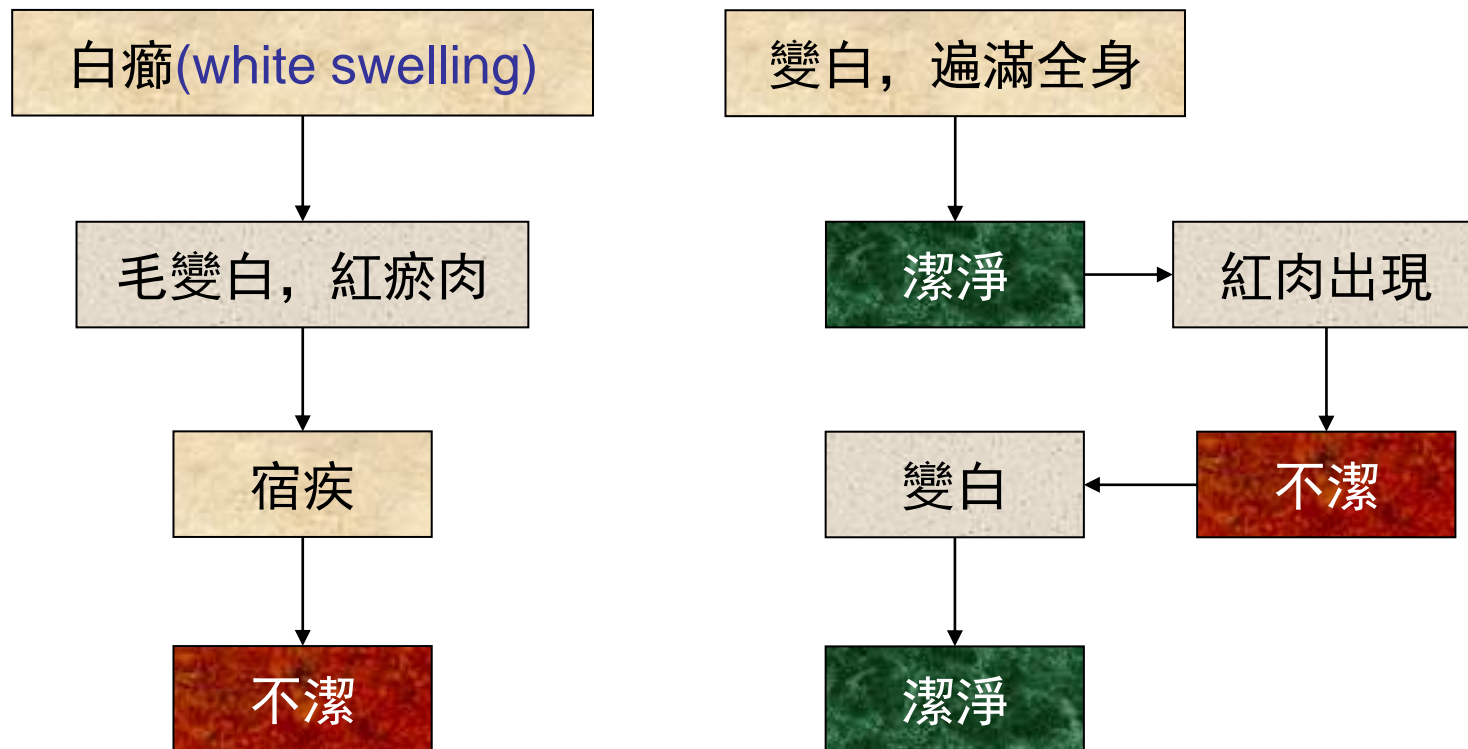 白癤(white swelling)
毛變白，紅瘀肉
宿疾
不潔
變白，遍滿全身
潔淨
紅肉出現
不潔
變白
潔淨